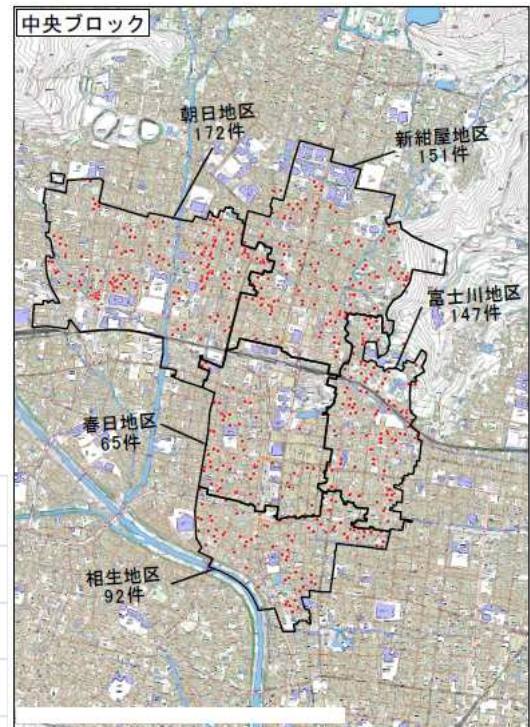 中央ブロック
朝日地区
172件
新紺屋地区
151件
富士川地区
147件
春日地区
65件
相生地区
92件